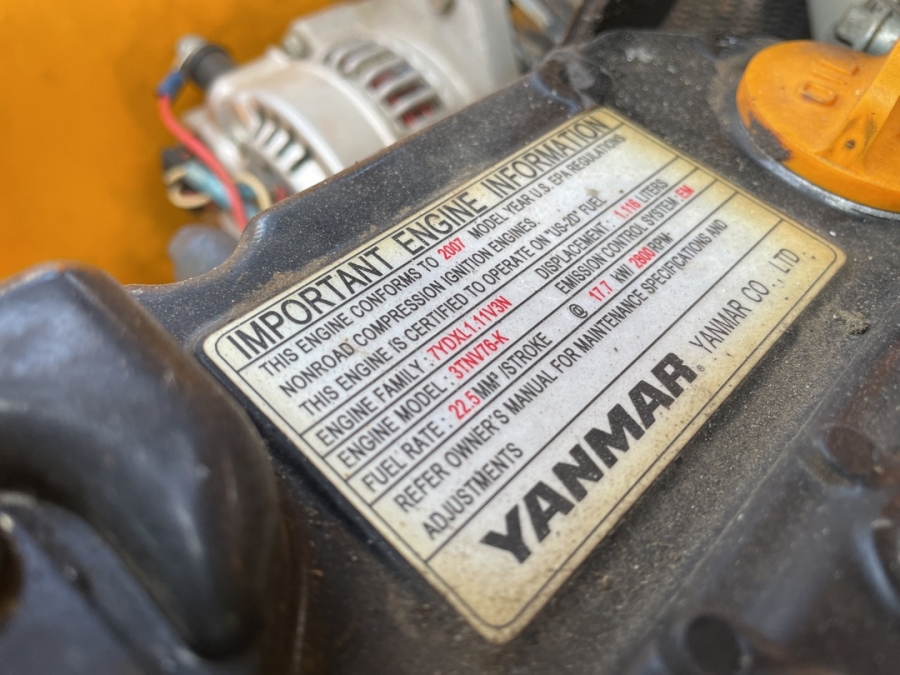 IMPORTANT ENGINE INFORMATION
THIS ENGINE CONFORMS TO 2007 MODEL YEAR U.S. EPA REGULATIONS
NONROAD COMPRESSION IGNITION ENGINES.
THIS ENGINE IS CERTIFIED TO OPERATE ON "US-2D" FUEL
ENGINE FAMILY : 7YDXL1.11V3N DISPLACEMENT : 1.116 LITERS
ENGINE MODEL : 3TNV76-K EMISSION CONTROL SYSTEM : EM
FUEL RATE : 22.5 MM³ /STROKE @ 17.7 KW/ 2800 RPM
REFER OWNER'S MANUAL FOR MAINTENANCE SPECIFICATIONS AND
ADJUSTMENTS
YANMAR® YANMAR CO., LTD.
OIL